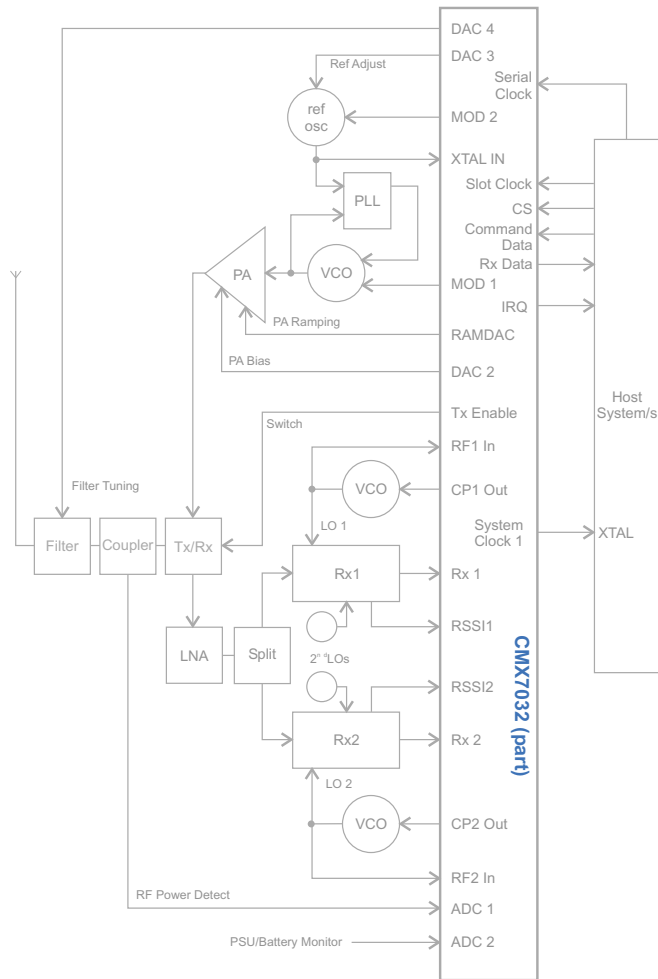 DAC 4
DAC 3
Ref Adjust
Serial
Clock
ref
osc
MOD 2
XTAL IN
Slot Clock
PLL
CS
Command
Data
PA
VCO
Rx Data
MOD 1
IRQ
PA Ramping
RAMDAC
PA Bias
DAC 2
Host
System/s
Tx Enable
Switch
RF1 In
Filter Tuning
VCO
CP1 Out
LO 1
System
Clock 1
XTAL
Filter
Coupler
Tx/Rx
Rx1
Rx 1
RSSI1
LNA
Split
2nd LOs
CMX7032 (part)
RSSI2
Rx2
Rx 2
LO 2
VCO
CP2 Out
RF2 In
RF Power Detect
ADC 1
PSU/Battery Monitor
ADC 2